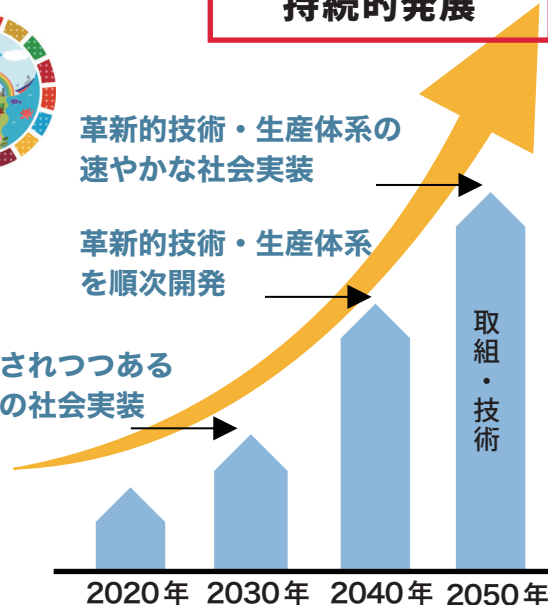 持続的発展
革新的技術・生産体系の
速やかな社会実装
革新的技術・生産体系
を順次開発
されつつある
の社会実装
取組・技術
2020年 2030年 2040年 2050年